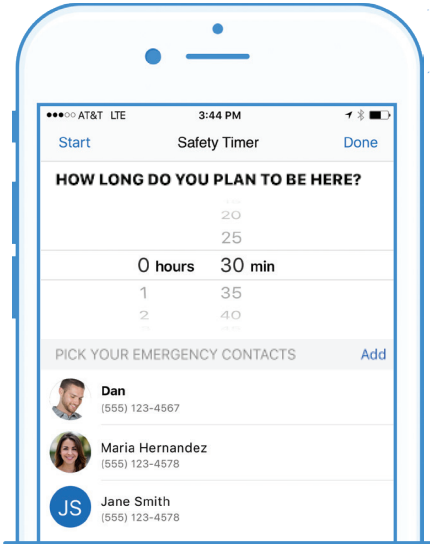 AT&T LTE 3:44 PM
Start Safety Timer Done
HOW LONG DO YOU PLAN TO BE HERE?
20
25
0 hours 30 min
1 35
2 40
PICK YOUR EMERGENCY CONTACTS Add
Dan
(555) 123-4567
Maria Hernandez
(555) 123-4578
JS Jane Smith
(555) 123-4578